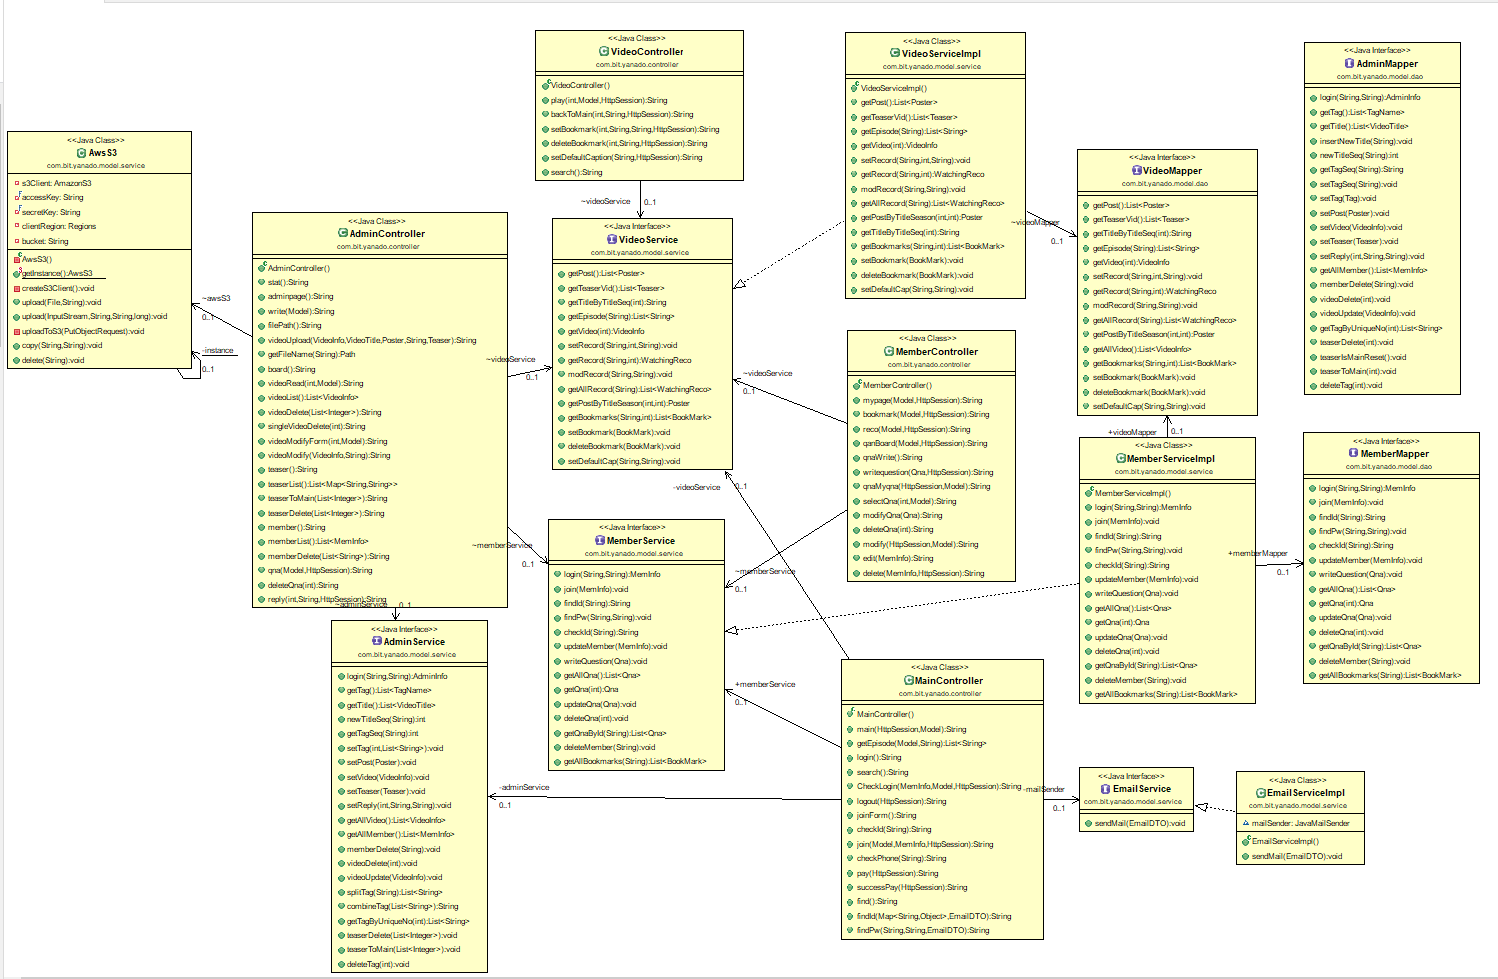 <<Java Class>>
VideoController
com.bit.yanado.controller
VideoController()
play(int,Model,HttpSession):String
backToMain(int,String,HttpSession):String
setBookmark(int,String,String,HttpSession):String
deleteBookmark(int,HttpSession):String
setDefaultCaption(String,HttpSession):String
search():String
<<Java Class>>
VideoServiceImpl
com.bit.yanado.model.service
VideoServiceImpl()
getPost():List<Poster>
getTeaserVid():List<Teaser>
getEpisode(String):List<String>
getVideo(int):VideoInfo
setRecord(String,int,String):void
getRecord(String,int):WatchingReco
modRecord(String,String):void
getAllRecord(String):List<WatchingReco>
getPostByTitleSeason(int,int):Poster
getTitleByTitleSeq(int):String
getBookmarks(String,int):List<BookMark>
setBookmark(BookMark):void
deleteBookmark(BookMark):void
setDefaultCap(String,String):void
<<Java Interface>>
AdminMapper
com.bit.yanado.model.dao
login(String,String):AdminInfo
getTag():List<TagName>
getTitle():List<VideoTitle>
insertNewTitle(String):void
newTitleSeq(String):int
getTagSeq(String):String
setTagSeq(String):void
setTag(Tag):void
setPost(Poster):void
setVideo(VideoInfo):void
setTeaser(Teaser):void
setReply(int,String,String):void
getAllMember():List<MemInfo>
memberDelete(String):void
videoDelete(int):void
videoUpdate(VideoInfo):void
getTagByUniqueNo(int):List<String>
teaserDelete(int):void
teaserIsMainReset():void
teaserToMain(int):void
deleteTag(int):void
<<Java Class>>
AwsS3
com.bit.yanado.model.service
s3Client: AmazonS3
accessKey: String
secretKey: String
clientRegion: Regions
bucket: String
AwsS3()
getInstance():AwsS3
createS3Client():void
upload(File,String):void
upload(InputStream,String,String,long):void
uploadToS3(PutObjectRequest):void
copy(String,String):void
delete(String):void
~awsS3
0..1
-instance
0..1
<<Java Class>>
AdminController
com.bit.yanado.controller
AdminController()
stat():String
adminpage():String
write(Model):String
filePath():String
videoUpload(VideoInfo,VideoTitle,Poster,String,Teaser):String
getFileName(String):Path
board():String
videoRead(int,Model):String
videoList():List<VideoInfo>
videoDelete(List<Integer>):String
singleVideoDelete(int):String
videoModifyForm(int,Model):String
videoModify(VideoInfo,String):String
teaser():String
teaserList():List<Map<String,String>>
teaserToMain(List<Integer>):String
teaserDelete(List<Integer>):String
member():String
memberList():List<MemInfo>
memberDelete(List<String>):String
qna(Model,HttpSession):String
deleteQna(int):String
reply(int,String,HttpSession):String
~videoService
0..1
<<Java Interface>>
VideoService
com.bit.yanado.model.service
getPost():List<Poster>
getTeaserVid():List<Teaser>
getTitleByTitleSeq(int):String
getEpisode(String):List<String>
getVideo(int):VideoInfo
setRecord(String,int,String):void
getRecord(String,int):WatchingReco
modRecord(String,String):void
getAllRecord(String):List<WatchingReco>
getPostByTitleSeason(int,int):Poster
getBookmarks(String,int):List<BookMark>
setBookmark(BookMark):void
deleteBookmark(BookMark):void
setDefaultCap(String,String):void
~videoService
0..1
~videoService
0..1
-videoService
0..1
~videoMapper
0..1
<<Java Interface>>
VideoMapper
com.bit.yanado.model.dao
getPost():List<Poster>
getTeaserVid():List<Teaser>
getTitleByTitleSeq(int):String
getEpisode(String):List<String>
getVideo(int):VideoInfo
setRecord(String,int,String):void
getRecord(String,int):WatchingReco
modRecord(String,String):void
getAllRecord(String):List<WatchingReco>
getPostByTitleSeason(int,int):Poster
getAllVideo():List<VideoInfo>
getBookmarks(String,int):List<BookMark>
setBookmark(BookMark):void
deleteBookmark(BookMark):void
setDefaultCap(String,String):void
+videoMapper
0..1
<<Java Class>>
MemberController
com.bit.yanado.controller
MemberController()
mypage(Model,HttpSession):String
bookmark(Model,HttpSession):String
reco(Model,HttpSession):String
qanBoard(Model,HttpSession):String
qnaWrite():String
writequestion(Qna,HttpSession):String
qnaMyqna(HttpSession,Model):String
selectQna(int,Model):String
modifyQna(Qna):String
deleteQna(int):String
modify(HttpSession,Model):String
edit(MemInfo):String
delete(MemInfo,HttpSession):String
<<Java Class>>
MemberServiceImpl
com.bit.yanado.model.service
MemberServiceImpl()
login(String,String):MemInfo
join(MemInfo):void
findId(String):String
findPw(String,String):void
checkId(String):String
updateMember(MemInfo):void
writeQuestion(Qna):void
getAllQna():List<Qna>
getQna(int):Qna
updateQna(Qna):void
deleteQna(int):void
getQnaById(String):List<Qna>
deleteMember(String):void
getAllBookmarks(String):List<BookMark>
+memberMapper
0..1
<<Java Interface>>
MemberMapper
com.bit.yanado.model.dao
login(String,String):MemInfo
join(MemInfo):void
findId(String):String
findPw(String,String):void
checkId(String):String
updateMember(MemInfo):void
writeQuestion(Qna):void
getAllQna():List<Qna>
getQna(int):Qna
updateQna(Qna):void
deleteQna(int):void
getQnaById(String):List<Qna>
deleteMember(String):void
getAllBookmarks(String):List<BookMark>
~memberService
0..1
<<Java Interface>>
MemberService
com.bit.yanado.model.service
login(String,String):MemInfo
join(MemInfo):void
findId(String):String
findPw(String,String):void
checkId(String):String
updateMember(MemInfo):void
writeQuestion(Qna):void
getAllQna():List<Qna>
getQna(int):Qna
updateQna(Qna):void
deleteQna(int):void
getQnaById(String):List<Qna>
deleteMember(String):void
getAllBookmarks(String):List<BookMark>
~memberService
0..1
+memberService
0..1
~adminService
0..1
<<Java Interface>>
AdminService
com.bit.yanado.model.service
login(String,String):AdminInfo
getTag():List<TagName>
getTitle():List<VideoTitle>
newTitleSeq(String):int
getTagSeq(String):int
setTag(int,List<String>):void
setPost(Poster):void
setVideo(VideoInfo):void
setTeaser(Teaser):void
setReply(int,String,String):void
getAllVideo():List<VideoInfo>
getAllMember():List<MemInfo>
memberDelete(String):void
videoDelete(int):void
videoUpdate(VideoInfo):void
splitTag(String):List<String>
combineTag(List<String>):String
getTagByUniqueNo(int):List<String>
teaserDelete(List<Integer>):void
teaserToMain(List<Integer>):void
deleteTag(int):void
-adminService
0..1
<<Java Class>>
MainController
com.bit.yanado.controller
MainController()
main(HttpSession,Model):String
getEpisode(Model,String):List<String>
login():String
search():String
CheckLogin(MemInfo,Model,HttpSession):String
logout(HttpSession):String
joinForm():String
checkId(String):String
join(Model,MemInfo,HttpSession):String
checkPhone(String):String
pay(HttpSession):String
successPay(HttpSession):String
find():String
findId(Map<String,Object>,EmailDTO):String
findPw(String,String,EmailDTO):String
-mailSender
0..1
<<Java Interface>>
EmailService
com.bit.yanado.model.service
sendMail(EmailDTO):void
<<Java Class>>
EmailServiceImpl
com.bit.yanado.model.service
mailSender: JavaMailSender
EmailServiceImpl()
sendMail(EmailDTO):void